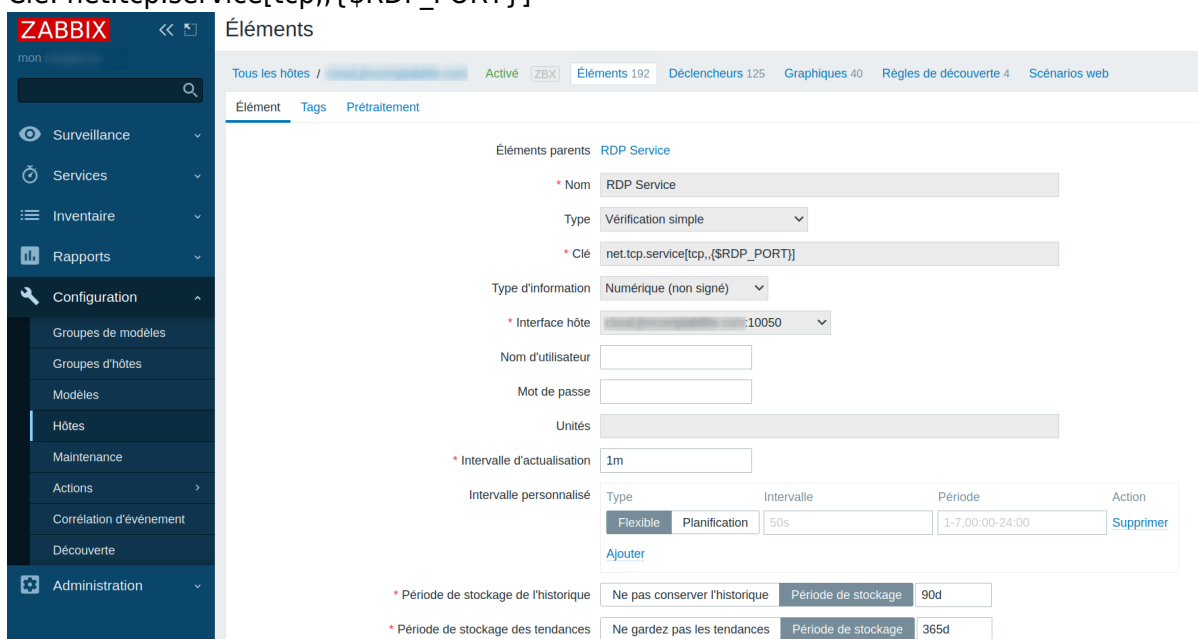 Clé: net.tcp.service[tcp,,{$RDP_PORT}]
ZABBIX
Éléments
mon
Tous les hôtes / Activé ZBX Éléments 192 Déclencheurs 125 Graphiques 40 Règles de découverte 4 Scénarios web
Élément Tags Prétraitement
Surveillance
Services
Inventaire
Rapports
Configuration
Groupes de modèles
Groupes d'hôtes
Modèles
Hôtes
Maintenance
Actions
Corrélation d'événement
Découverte
Administration
Éléments parents RDP Service
* Nom RDP Service
Type Vérification simple
* Clé net.tcp.service[tcp,,{$RDP_PORT}]
Type d'information Numérique (non signé)
* Interface hôte :10050
Nom d'utilisateur
Mot de passe
Unités
* Intervalle d'actualisation 1m
Intervalle personnalisé Type Intervalle Période Action
Flexible Planification 50s 1-7,00:00-24:00 Supprimer
Ajouter
* Période de stockage de l'historique Ne pas conserver l'historique Période de stockage 90d
* Période de stockage des tendances Ne gardez pas les tendances Période de stockage 365d